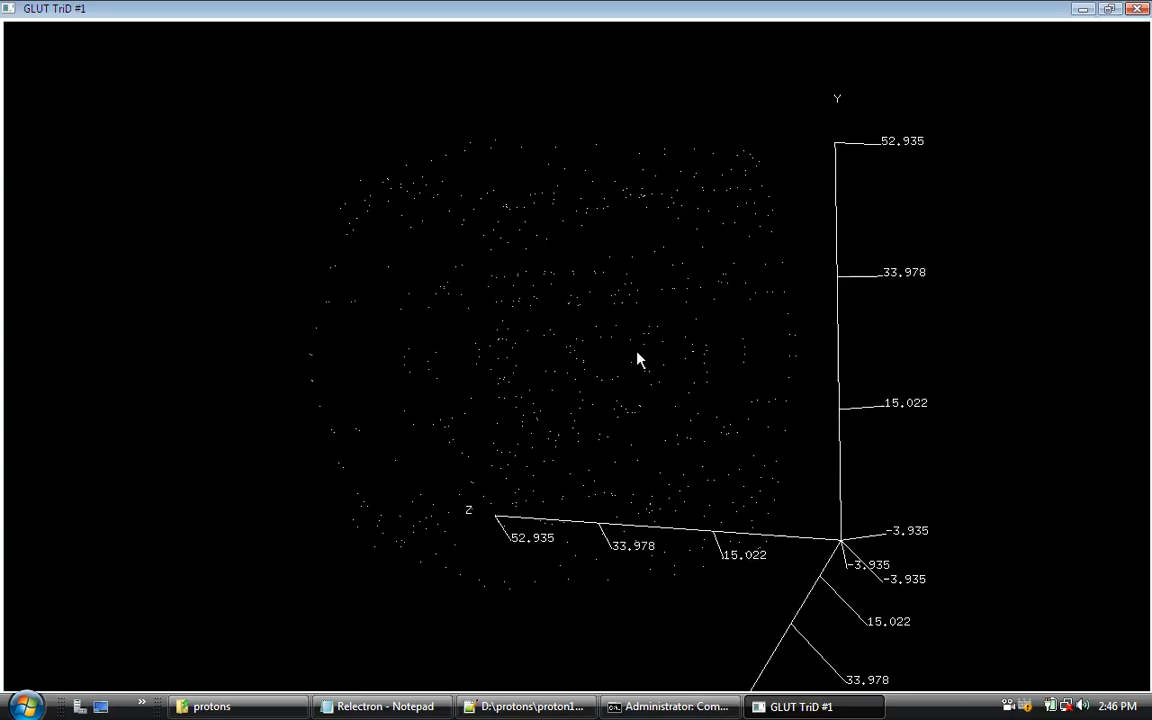 GLUT TriD #1
Y
52.935
33.978
15.022
Z
52.935
33.978
15.022
-3.935
-3.935
-3.935
15.022
33.978
protons
Relectron - Notepad
D:\protons\proton1...
Administrator: Com...
GLUT TriD #1
2:46 PM